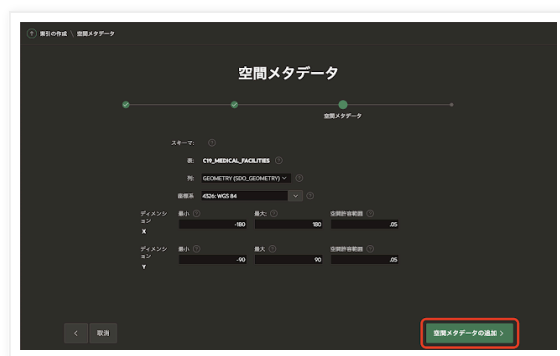 索引の作成 \ 空間メタデータ
空間メタデータ
空間メタデータ
スキーマ:
表: C19_MEDICAL_FACILITIES
列: GEOMETRY (SDO_GEOMETRY)
座標系 4326: WGS 84
ディメンション X 最小 -180 最大: 180 空間許容範囲 .05
ディメンション Y 最小 -90 最大 90 空間許容範囲 .05
< 取消 空間メタデータの追加 >